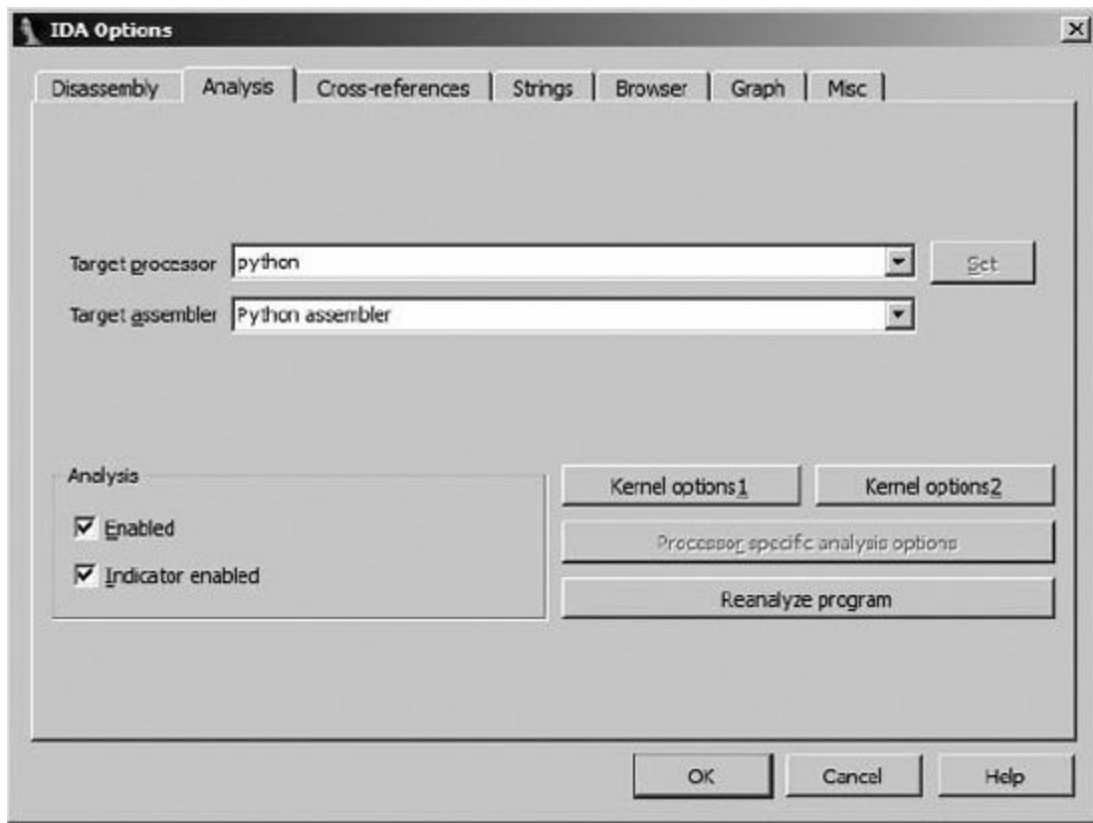 IDA Options
Disassembly Analysis Cross-references Strings Browser Graph Misc
Target processor python Set
Target assembler Python assembler
Analysis
Enabled
Indicator enabled
Kernel options1 Kernel options2
Processor specific analysis options
Reanalyze program
OK Cancel Help